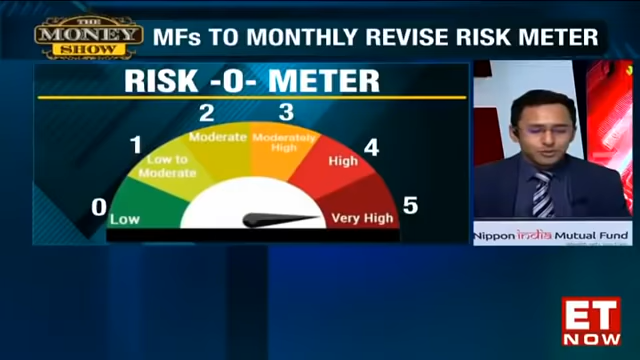 THE
MONEY
SHOW
MFs TO MONTHLY REVISE RISK METER
RISK -O- METER
2
3
1
Moderate
Moderately
High
4
Low to
Moderate
High
0
Low
Very High
5
Nippon india Mutual Fund
ET
NOW